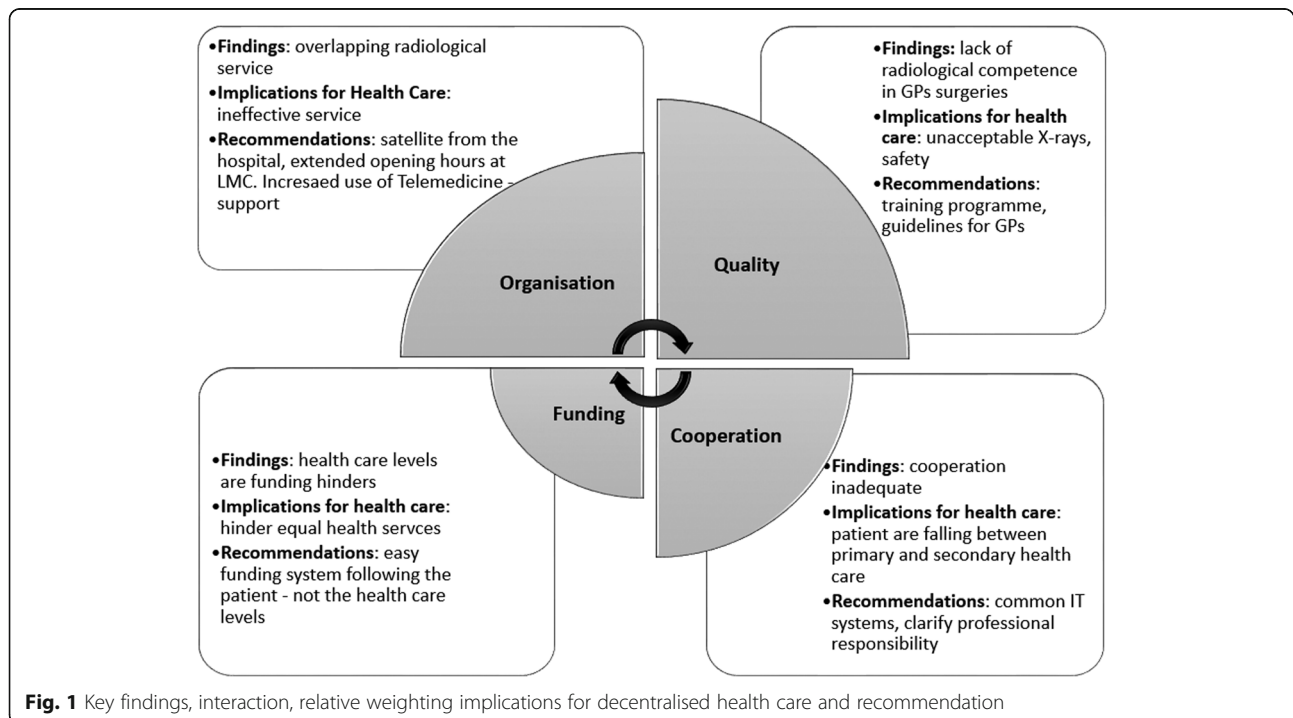 •Findings: overlapping radiological
service
•Implications for Health Care:
ineffective service
•Recommendations: satellite from the
hospital, extended opening hours at
LMC. Incresaed use of Telemedicine -
support
•Findings: lack of
radiological competence
in GPs surgeries
•Implications for health
care: unacceptable X-rays,
safety
•Recommendations:
training programme,
guidelines for GPs
Organisation
Quality
Funding
Cooperation
•Findings: health care levels
are funding hinders
•Implications for health care:
hinder equal health servces
•Recommendations: easy
funding system following the
patient - not the health care
levels
•Findings: cooperation
inadequate
•Implications for health care:
patient are falling between
primary and secondary health
care
•Recommendations: common IT
systems, clarify professional
responsibility
Fig. 1 Key findings, interaction, relative weighting implications for decentralised health care and recommendation